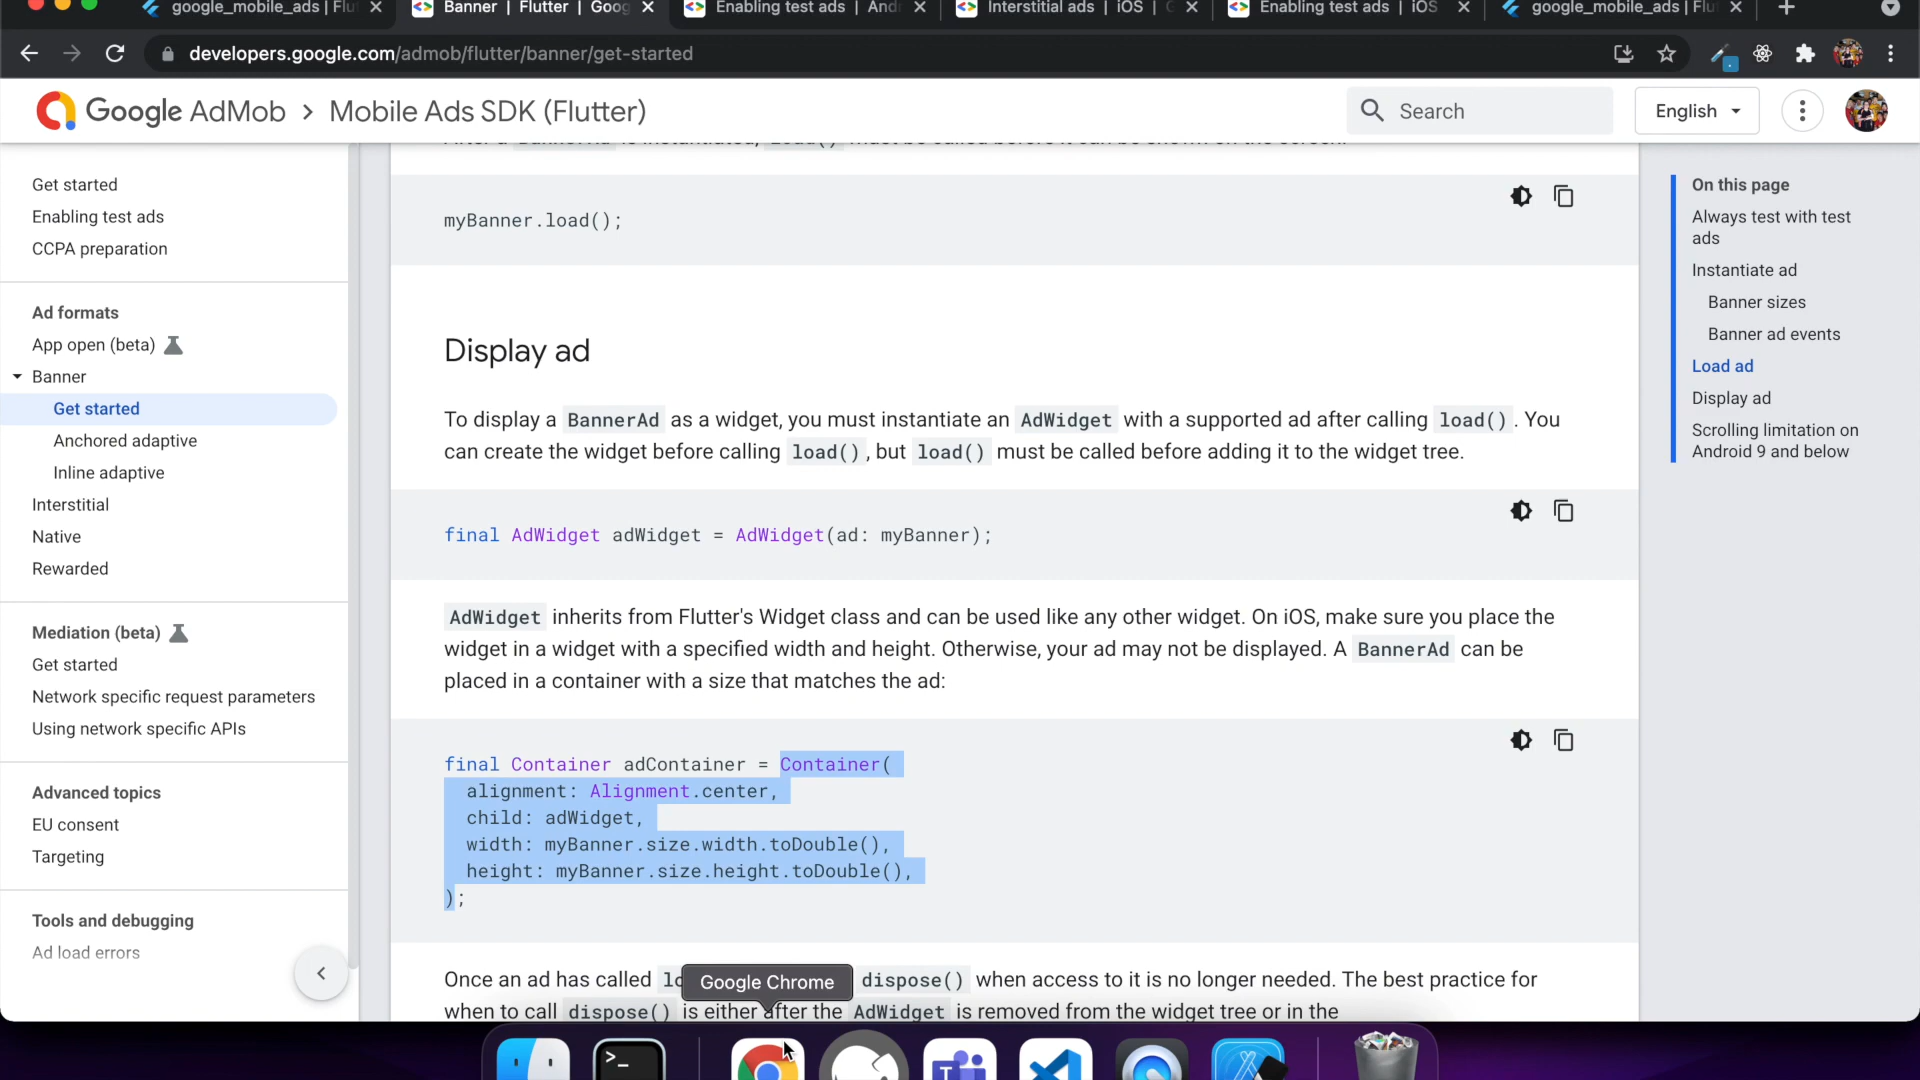 google_mobile_ads | Flu
Banner | Flutter | Goog
Enabling test ads | And
Interstitial ads | iOS | G
Enabling test ads | iOS
google_mobile_ads | Flu
developers.google.com/admob/flutter/banner/get-started
Google AdMob > Mobile Ads SDK (Flutter)
Search
English
Get started
Enabling test ads
CCPA preparation
Ad formats
App open (beta)
Banner
Get started
Anchored adaptive
Inline adaptive
Interstitial
Native
Rewarded
Mediation (beta)
Get started
Network specific request parameters
Using network specific APIs
Advanced topics
EU consent
Targeting
Tools and debugging
Ad load errors
myBanner.load();
Display ad
To display a BannerAd as a widget, you must instantiate an AdWidget with a supported ad after calling load(). You
can create the widget before calling load(), but load() must be called before adding it to the widget tree.
final AdWidget adWidget = AdWidget(ad: myBanner);
AdWidget inherits from Flutter's Widget class and can be used like any other widget. On iOS, make sure you place the
widget in a widget with a specified width and height. Otherwise, your ad may not be displayed. A BannerAd can be
placed in a container with a size that matches the ad:
final Container adContainer = Container(
alignment: Alignment.center,
child: adWidget,
width: myBanner.size.width.toDouble(),
height: myBanner.size.height.toDouble(),
);
Once an ad has called lo dispose() when access to it is no longer needed. The best practice for
when to call dispose() is either after the AdWidget is removed from the widget tree or in the
Google Chrome
On this page
Always test with test
ads
Instantiate ad
Banner sizes
Banner ad events
Load ad
Display ad
Scrolling limitation on
Android 9 and below